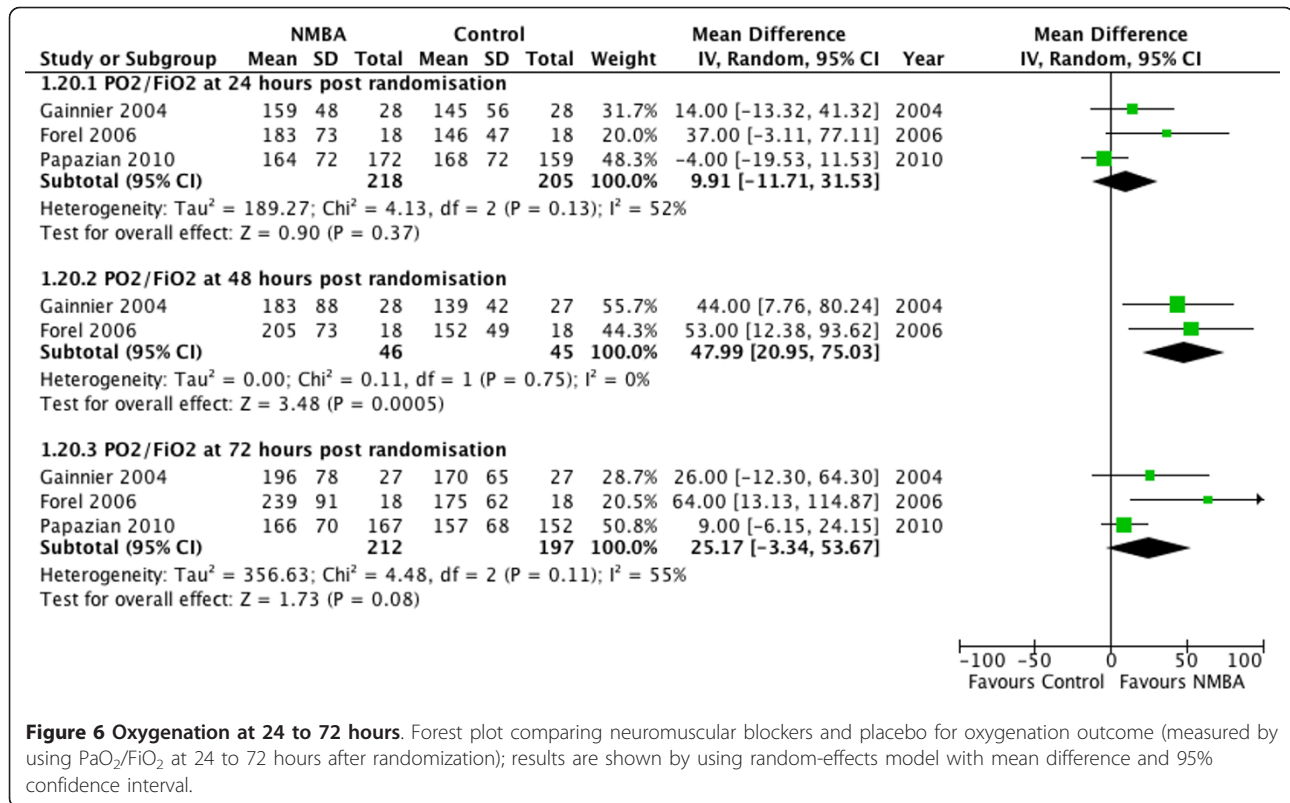 NMBA Control Mean Difference Mean Difference
Study or Subgroup Mean SD Total Mean SD Total Weight IV, Random, 95% CI Year IV, Random, 95% CI
1.20.1 PO2/FiO2 at 24 hours post randomisation
Gainnier 2004 159 48 28 145 56 28 31.7% 14.00 [-13.32, 41.32] 2004
Forel 2006 183 73 18 146 47 18 20.0% 37.00 [-3.11, 77.11] 2006
Papazian 2010 164 72 172 168 72 159 48.3% -4.00 [-19.53, 11.53] 2010
Subtotal (95% CI) 218 205 100.0% 9.91 [-11.71, 31.53]
Heterogeneity: Tau² = 189.27; Chi² = 4.13, df = 2 (P = 0.13); I² = 52%
Test for overall effect: Z = 0.90 (P = 0.37)
1.20.2 PO2/FiO2 at 48 hours post randomisation
Gainnier 2004 183 88 28 139 42 27 55.7% 44.00 [7.76, 80.24] 2004
Forel 2006 205 73 18 152 49 18 44.3% 53.00 [12.38, 93.62] 2006
Subtotal (95% CI) 46 45 100.0% 47.99 [20.95, 75.03]
Heterogeneity: Tau² = 0.00; Chi² = 0.11, df = 1 (P = 0.75); I² = 0%
Test for overall effect: Z = 3.48 (P = 0.0005)
1.20.3 PO2/FiO2 at 72 hours post randomisation
Gainnier 2004 196 78 27 170 65 27 28.7% 26.00 [-12.30, 64.30] 2004
Forel 2006 239 91 18 175 62 18 20.5% 64.00 [13.13, 114.87] 2006
Papazian 2010 166 70 167 157 68 152 50.8% 9.00 [-6.15, 24.15] 2010
Subtotal (95% CI) 212 197 100.0% 25.17 [-3.34, 53.67]
Heterogeneity: Tau² = 356.63; Chi² = 4.48, df = 2 (P = 0.11); I² = 55%
Test for overall effect: Z = 1.73 (P = 0.08)
-100 -50 0 50 100
Favours Control Favours NMBA
Figure 6 Oxygenation at 24 to 72 hours. Forest plot comparing neuromuscular blockers and placebo for oxygenation outcome (measured by
using PaO₂/FiO₂ at 24 to 72 hours after randomization); results are shown by using random-effects model with mean difference and 95%
confidence interval.